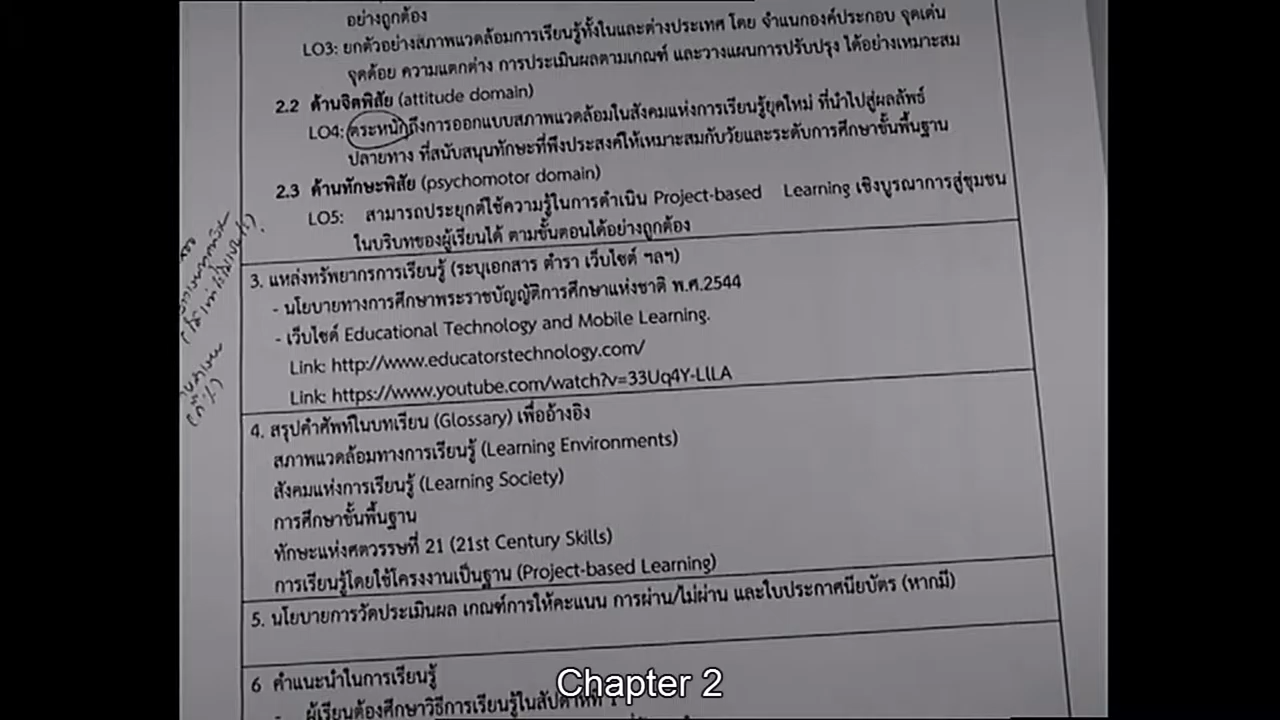 อย่างถูกต้อง
LO3: ยกตัวอย่างสภาพแวดล้อมการเรียนรู้ทั้งในและต่างประเทศ โดย จำแนกองค์ประกอบ จุดเด่น
จุดด้อย ความแตกต่าง การประเมินผลตามเกณฑ์ และวางแผนการปรับปรุง ได้อย่างเหมาะสม
2.2 ด้านจิตพิสัย (attitude domain)
LO4: ตระหนักถึงการออกแบบสภาพแวดล้อมในสังคมแห่งการเรียนรู้ยุคใหม่ ที่นำไปสู่ผลลัพธ์
ปลายทาง ที่สนับสนุนทักษะที่พึงประสงค์ให้เหมาะสมกับวัยและระดับการศึกษาขั้นพื้นฐาน
2.3 ด้านทักษะพิสัย (psychomotor domain)
LO5: สามารถประยุกต์ใช้ความรู้ในการดำเนิน Project-based Learning เชิงบูรณาการสู่ชุมชน
ในบริบทของผู้เรียนได้ ตามขั้นตอนได้อย่างถูกต้อง
3. แหล่งทรัพยากรการเรียนรู้ (ระบุเอกสาร ตำรา เว็บไซต์ ฯลฯ)
- นโยบายทางการศึกษาพระราชบัญญัติการศึกษาแห่งชาติ พ.ศ.2544
- เว็บไซต์ Educational Technology and Mobile Learning.
Link: http://www.educatorstechnology.com/
Link: https://www.youtube.com/watch?v=33Uq4Y-LlLA
4. สรุปคำศัพท์ในบทเรียน (Glossary) เพื่ออ้างอิง
สภาพแวดล้อมทางการเรียนรู้ (Learning Environments)
สังคมแห่งการเรียนรู้ (Learning Society)
การศึกษาขั้นพื้นฐาน
ทักษะแห่งศตวรรษที่ 21 (21st Century Skills)
การเรียนรู้โดยใช้โครงงานเป็นฐาน (Project-based Learning)
5. นโยบายการวัดประเมินผล เกณฑ์การให้คะแนน การผ่าน/ไม่ผ่าน และใบประกาศนียบัตร (หากมี)
6 คำแนะนำในการเรียนรู้
- ผู้เรียนต้องศึกษาวิธีการเรียนรู้ในสัปดาห์ที่
Chapter 2